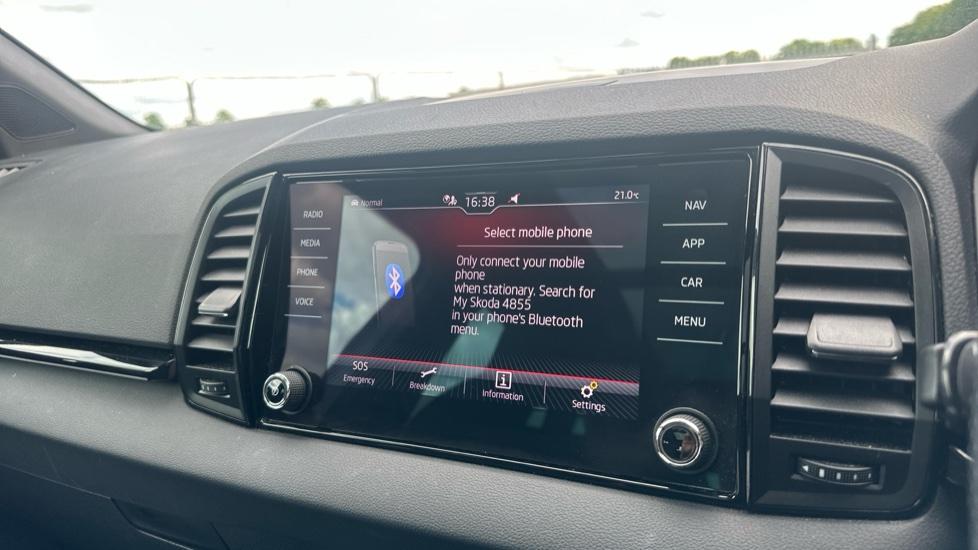 Normal 16:38 21.0°C
RADIO
MEDIA
PHONE
VOICE
Select mobile phone
Only connect your mobile
phone
when stationary. Search for
My Skoda 4855
in your phone's Bluetooth
menu.
SOS
Emergency
Breakdown
Information
Settings
NAV
APP
CAR
MENU